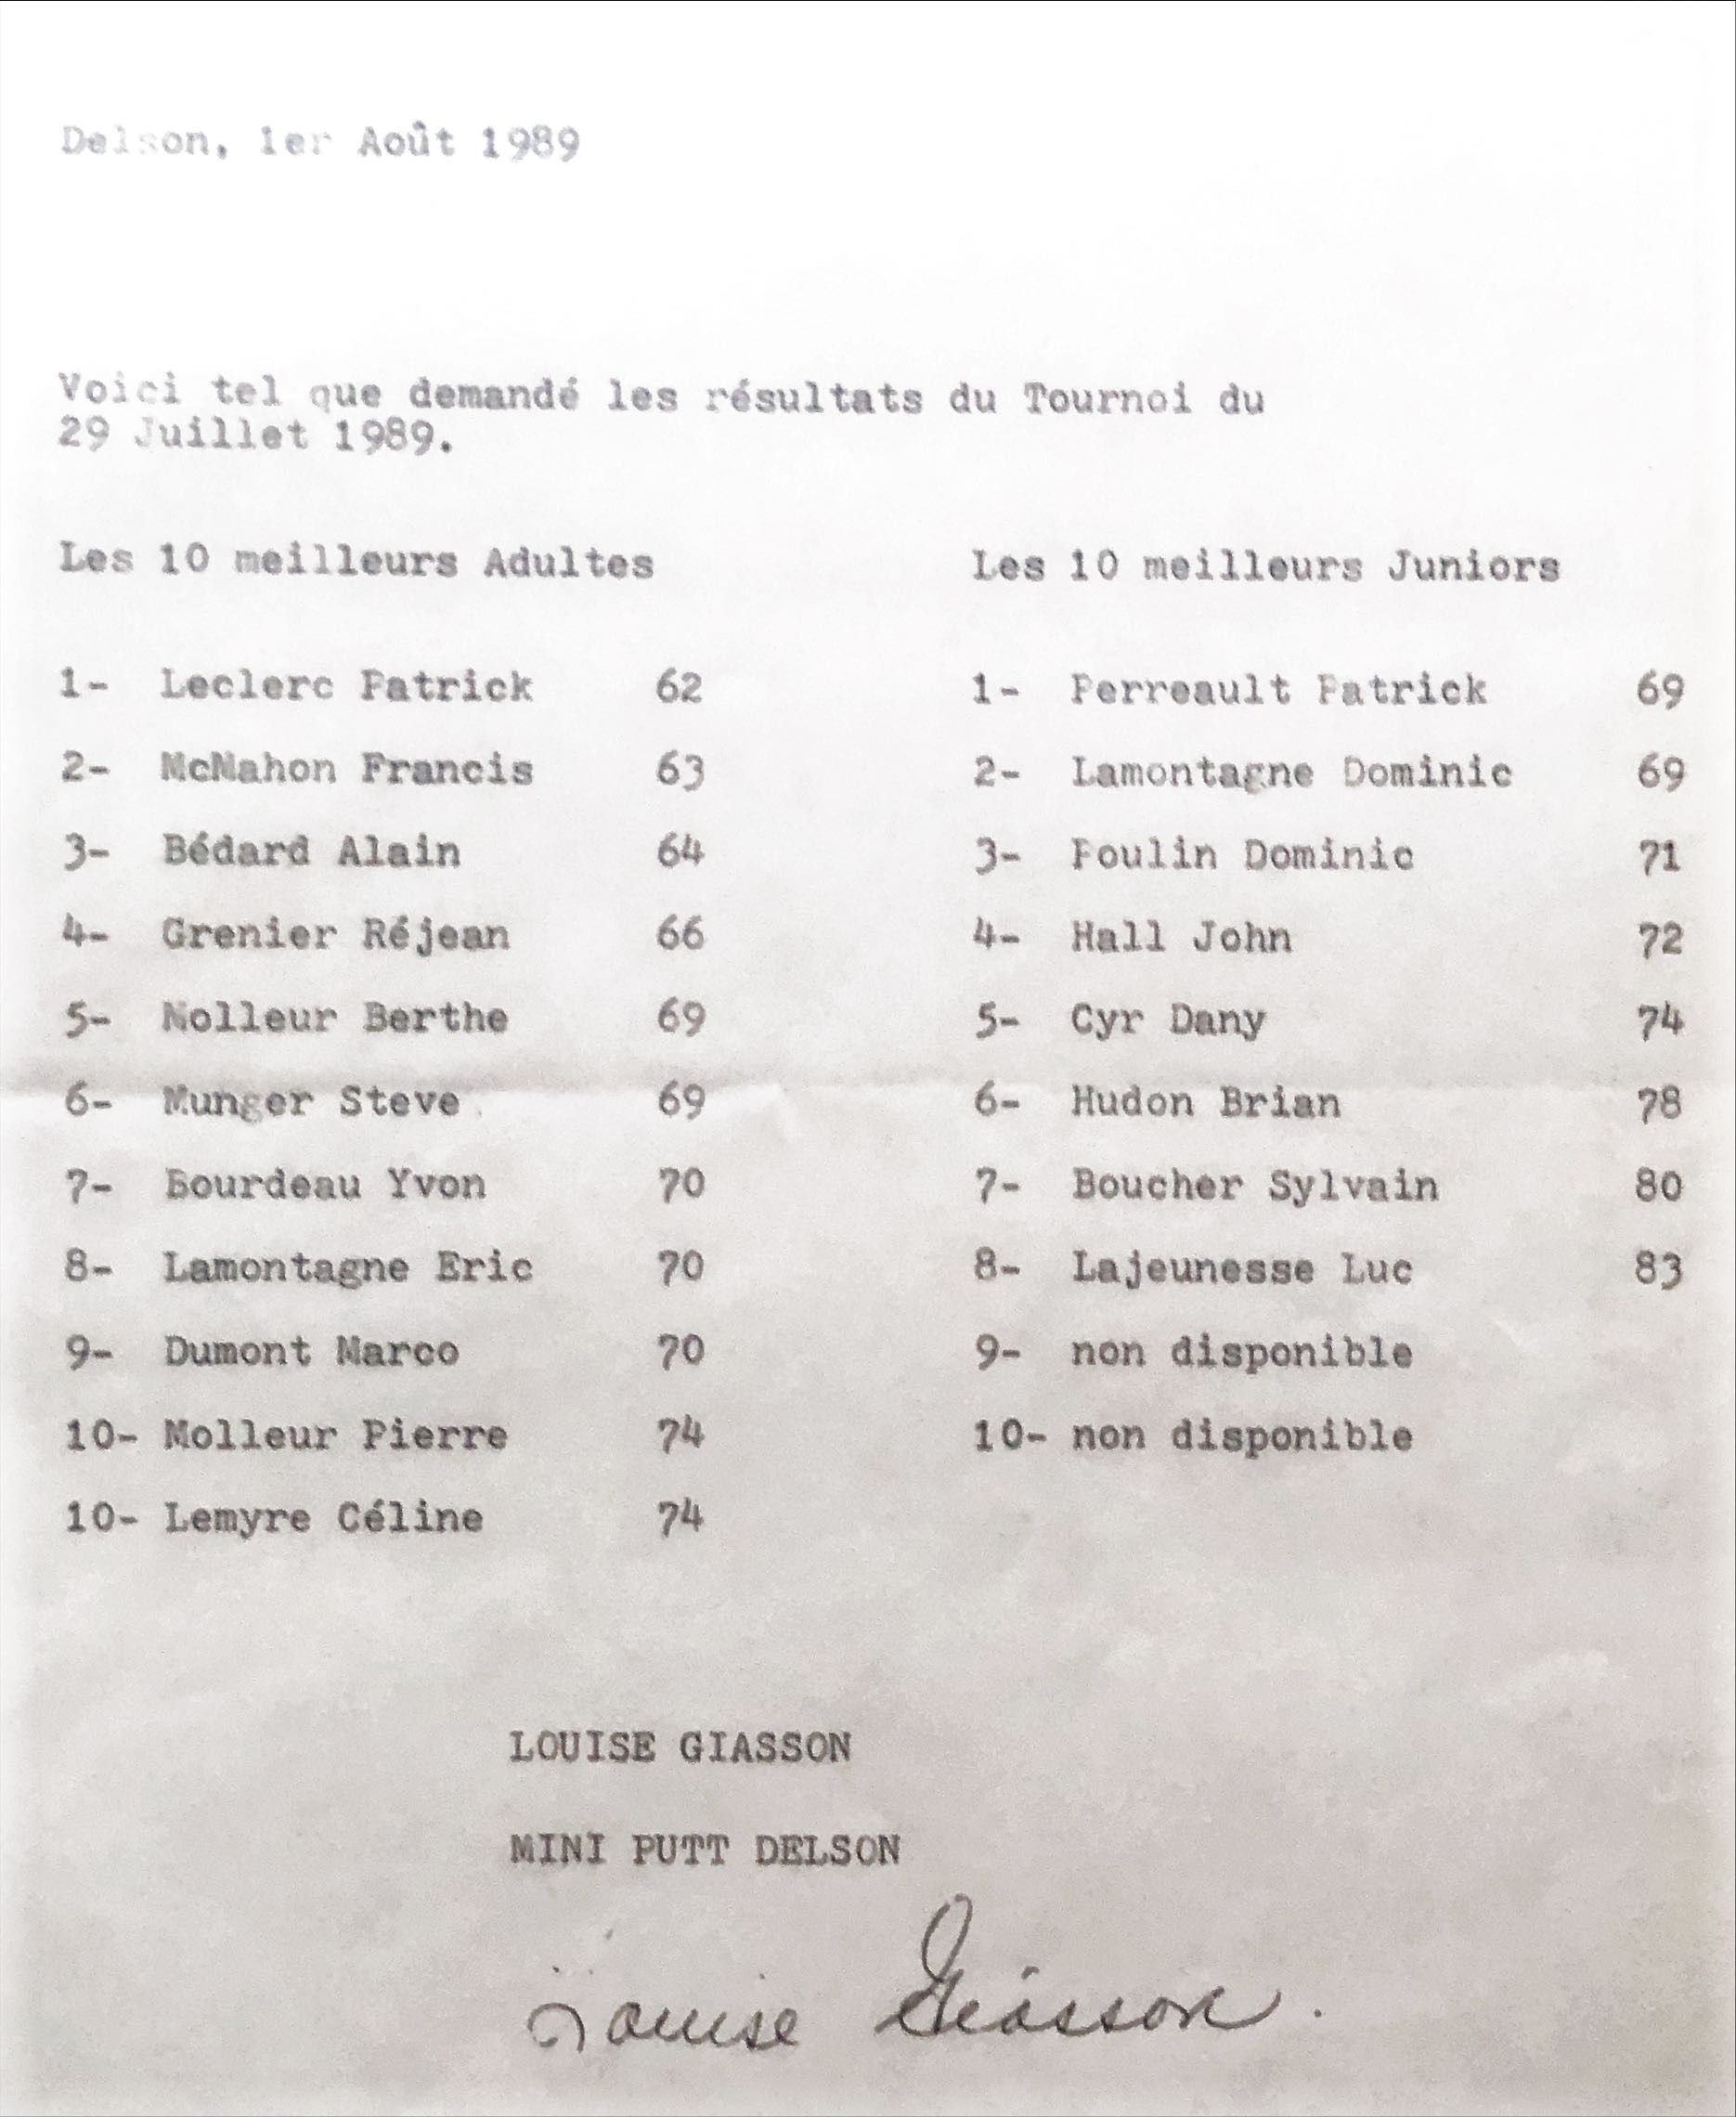 Delson, 1er Août 1989
Voici tel que demandé les résultats du Tournoi du
29 Juillet 1989.
Les 10 meilleurs Adultes
1- Leclerc Patrick 62
2- McMahon Francis 63
3- Bédard Alain 64
4- Grenier Réjean 66
5- Molleur Berthe 69
6- Munger Steve 69
7- Bourdeau Yvon 70
8- Lamontagne Eric 70
9- Dumont Marco 70
10- Molleur Pierre 74
10- Lemyre Céline 74
Les 10 meilleurs Juniors
1- Perreault Patrick 69
2- Lamontagne Dominic 69
3- Poulin Dominic 71
4- Hall John 72
5- Cyr Dany 74
6- Hudon Brian 78
7- Boucher Sylvain 80
8- Lajeunesse Luc 83
9- non disponible
10- non disponible
LOUISE GIASSON
MINI PUTT DELSON
Louise Giasson.